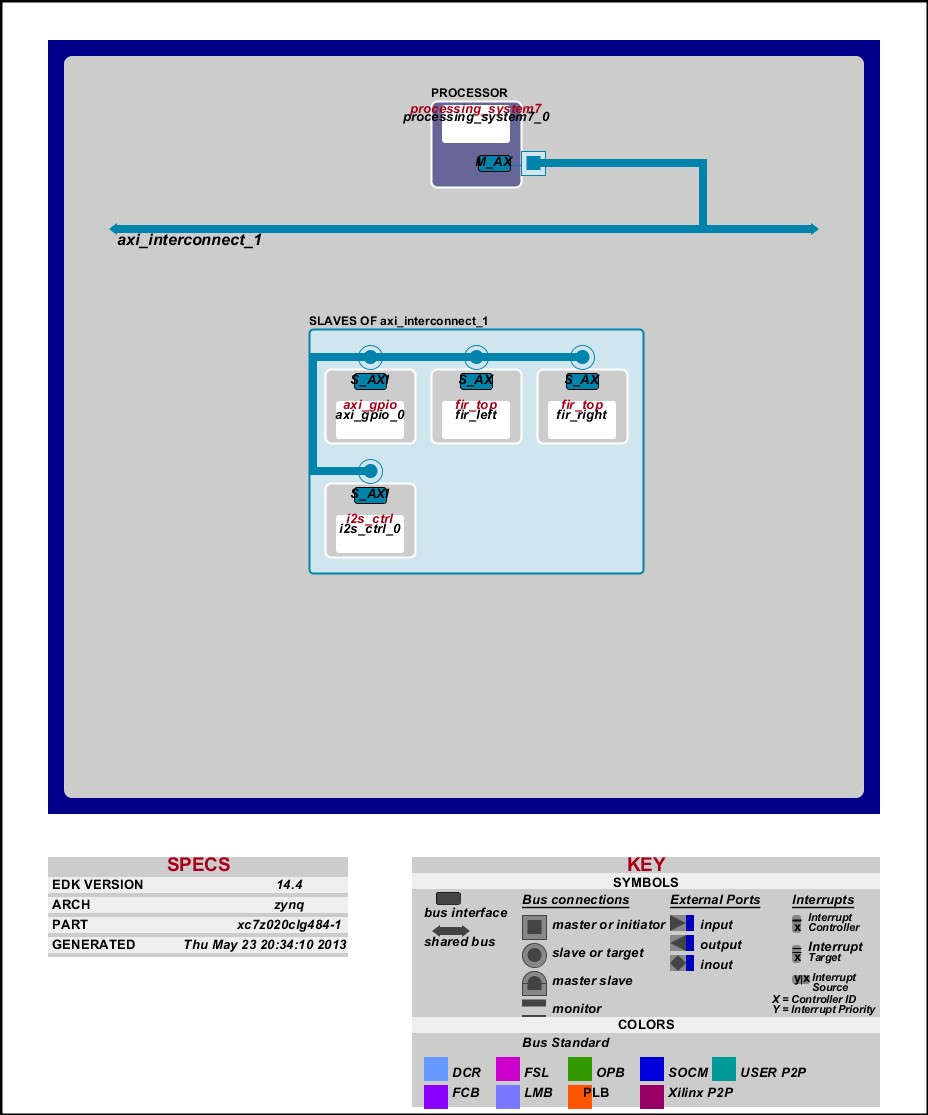 PROCESSOR
processing_system7
processing_system7_0
M_AX
axi_interconnect_1
SLAVES OF axi_interconnect_1
S_AXI S_AX S_AX
axi_gpio fir_top fir_top
axi_gpio_0 fir_left fir_right
S_AXI
i2s_ctrl
i2s_ctrl_0
SPECS
EDK VERSION 14.4
ARCH zynq
PART xc7z020clg484-1
GENERATED Thu May 23 20:34:10 2013
KEY
SYMBOLS
bus interface
shared bus
Bus connections
master or initiator
slave or target
master slave
monitor
External Ports
input
output
inout
Interrupts
Interrupt
Controller
x
Interrupt
Target
x
Interrupt
Source
y x
X = Controller ID
Y = Interrupt Priority
COLORS
Bus Standard
DCR FSL OPB SOCM USER P2P
FCB LMB PLB Xilinx P2P